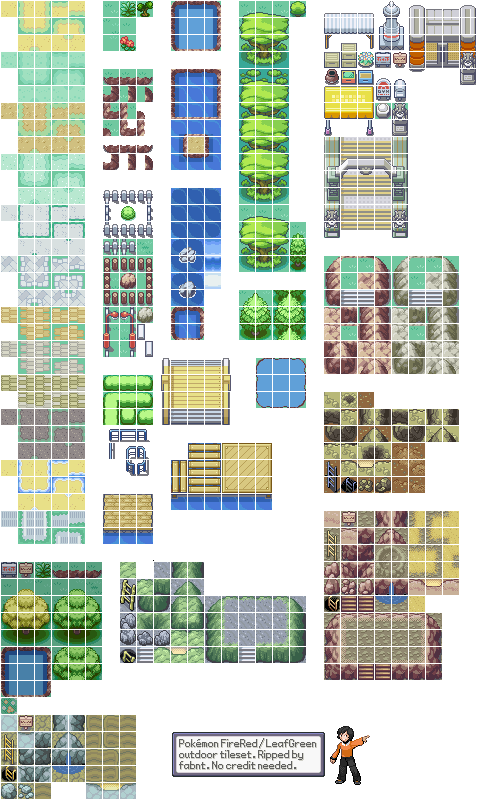 Pokémon FireRed/LeafGreen
outdoor tileset. Ripped by
fabnt. No credit needed.